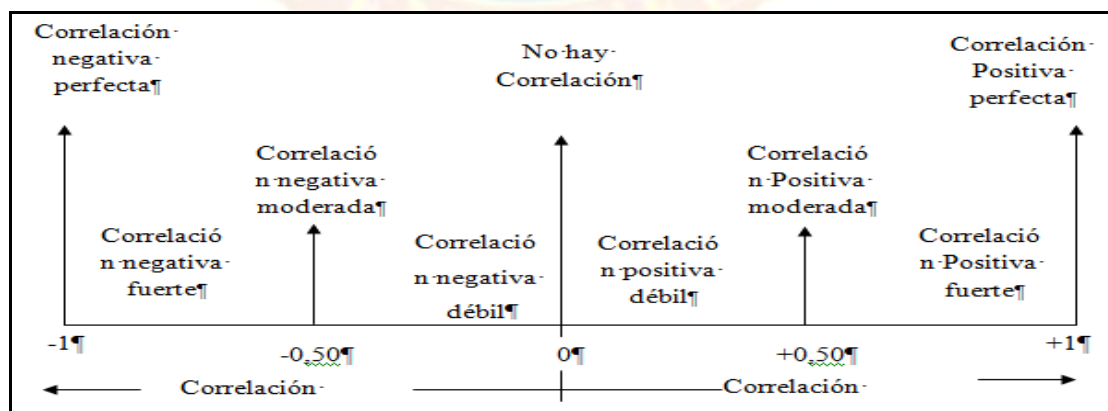 Correlación·
negativa·
perfecta¶
No·hay·
Correlación¶
Correlación·
Positiva·
perfecta¶
Correlació
n·negativa·
moderada¶
Correlació
n·Positiva·
moderada¶
Correlació
n·negativa·
fuerte¶
Correlació
n·negativa·
débil¶
Correlació
n·positiva·
débil¶
Correlació
n·Positiva·
fuerte¶
-1¶
-0,50¶
0¶
+0,50¶
+1¶
Correlación·
Correlación·